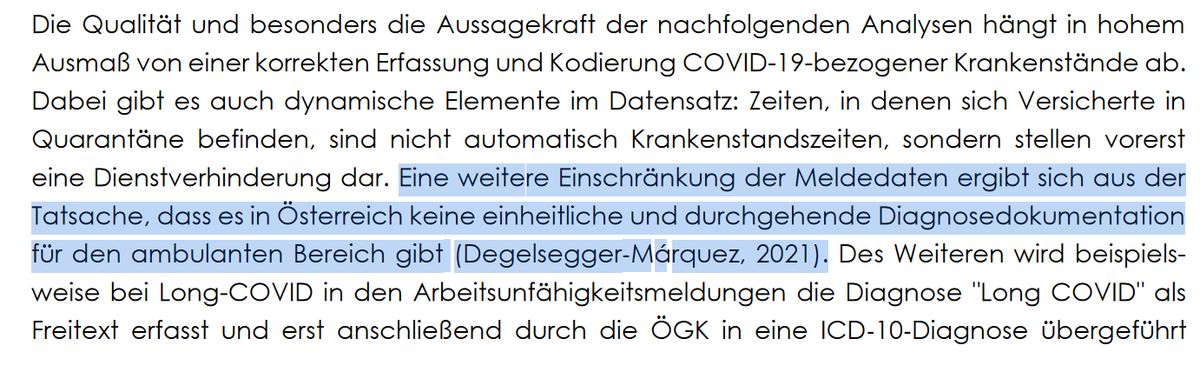 Die Qualität und besonders die Aussagekraft der nachfolgenden Analysen hängt in hohem
Ausmaß von einer korrekten Erfassung und Kodierung COVID-19-bezogener Krankenstände ab.
Dabei gibt es auch dynamische Elemente im Datensatz: Zeiten, in denen sich Versicherte in
Quarantäne befinden, sind nicht automatisch Krankenstandszeiten, sondern stellen vorerst
eine Dienstverhinderung dar. Eine weitere Einschränkung der Meldedaten ergibt sich aus der
Tatsache, dass es in Österreich keine einheitliche und durchgehende Diagnosedokumentation
für den ambulanten Bereich gibt (Degelsegger-Márquez, 2021). Des Weiteren wird beispiels-
weise bei Long-COVID in den Arbeitsunfähigkeitsmeldungen die Diagnose "Long COVID" als
Freitext erfasst und erst anschließend durch die ÖGK in eine ICD-10-Diagnose übergeführt